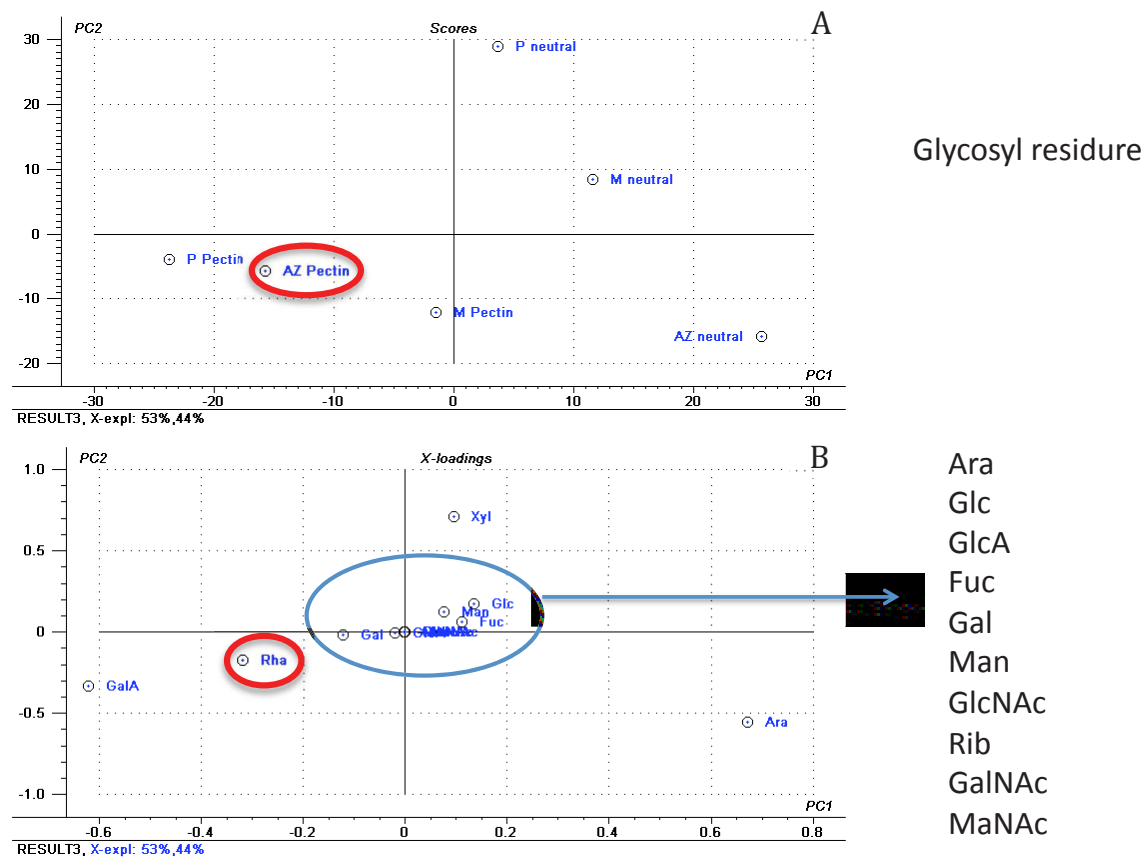 A
PC2
Scores
30
P neutral
20
Glycosyl residure
10
M neutral
0
P Pectin
AZ Pectin
-10
M Pectin
AZ neutral
-20
PC1
-30 -20 -10 0 10 20 30
RESULT3, X-expl: 53%,44%
B
PC2
X-loadings
1.0
Xyl
0.5
Glc
Man
Fuc
0
Gal
Rha
GalA
-0.5
Ara
-1.0
PC1
-0.6 -0.4 -0.2 0 0.2 0.4 0.6 0.8
RESULT3, X-expl: 53%,44%
Ara
Glc
GlcA
Fuc
Gal
Man
GlcNAc
Rib
GalNAc
MaNAc